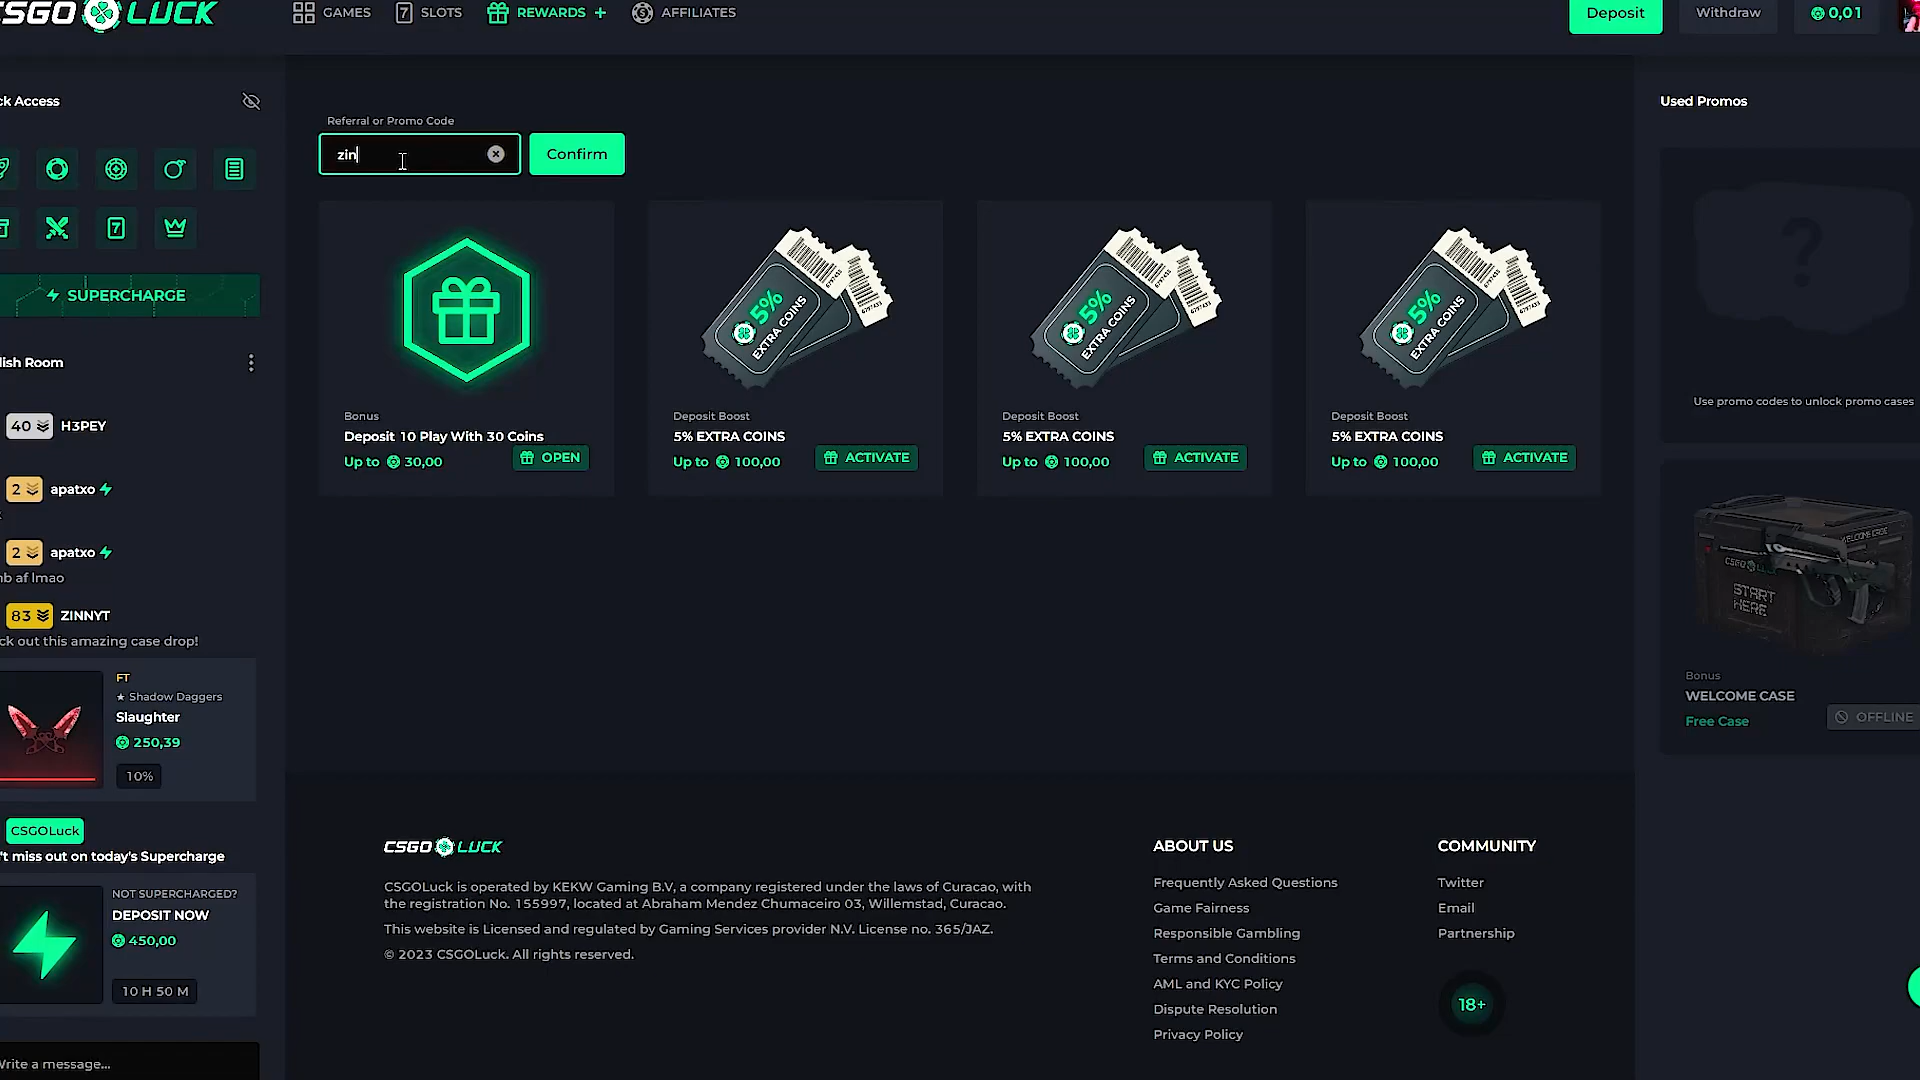 CSGO LUCK
GAMES
SLOTS
REWARDS +
AFFILIATES
Deposit
Withdraw
0,01
ck Access
Referral or Promo Code
zin
Confirm
Used Promos
SUPERCHARGE
lish Room
40 H3PEY
2 apatxo
2 apatxo
nb af lmao
83 ZINNYT
ck out this amazing case drop!
FT
★ Shadow Daggers
Slaughter
250,39
10%
CSGOLuck
't miss out on today's Supercharge
NOT SUPERCHARGED?
DEPOSIT NOW
450,00
10 H 50 M
Write a message...
Bonus
Deposit 10 Play With 30 Coins
Up to 30,00
OPEN
5%
EXTRA COINS
Deposit Boost
5% EXTRA COINS
Up to 100,00
ACTIVATE
5%
EXTRA COINS
Deposit Boost
5% EXTRA COINS
Up to 100,00
ACTIVATE
5%
EXTRA COINS
Deposit Boost
5% EXTRA COINS
Up to 100,00
ACTIVATE
?
Use promo codes to unlock promo cases
WELCOME CASE
CSGO LUCK
START
HERE
Bonus
WELCOME CASE
Free Case
OFFLINE
CSGO LUCK
CSGOLuck is operated by KEKW Gaming B.V, a company registered under the laws of Curacao, with
the registration No. 155997, located at Abraham Mendez Chumaceiro 03, Willemstad, Curacao.
This website is Licensed and regulated by Gaming Services provider N.V. License no. 365/JAZ.
© 2023 CSGOLuck. All rights reserved.
ABOUT US
Frequently Asked Questions
Game Fairness
Responsible Gambling
Terms and Conditions
AML and KYC Policy
Dispute Resolution
Privacy Policy
COMMUNITY
Twitter
Email
Partnership
18+